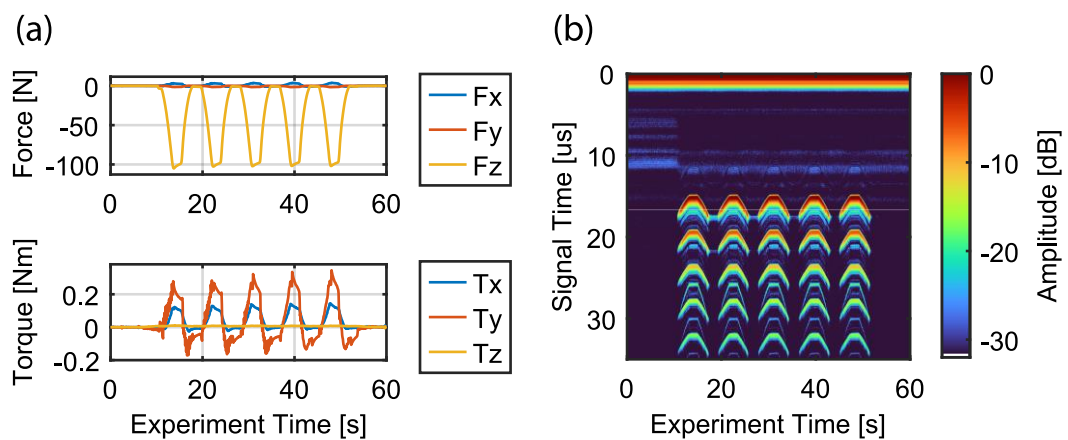 (a)
Force [N]
0
-50
-100
0 20 40 60
Fx
Fy
Fz
Torque [Nm]
0.2
0
-0.2
0 20 40 60
Experiment Time [s]
Tx
Ty
Tz
(b)
Signal Time [us]
0
10
20
30
0 20 40 60
Experiment Time [s]
0
-10
-20
-30
Amplitude [dB]